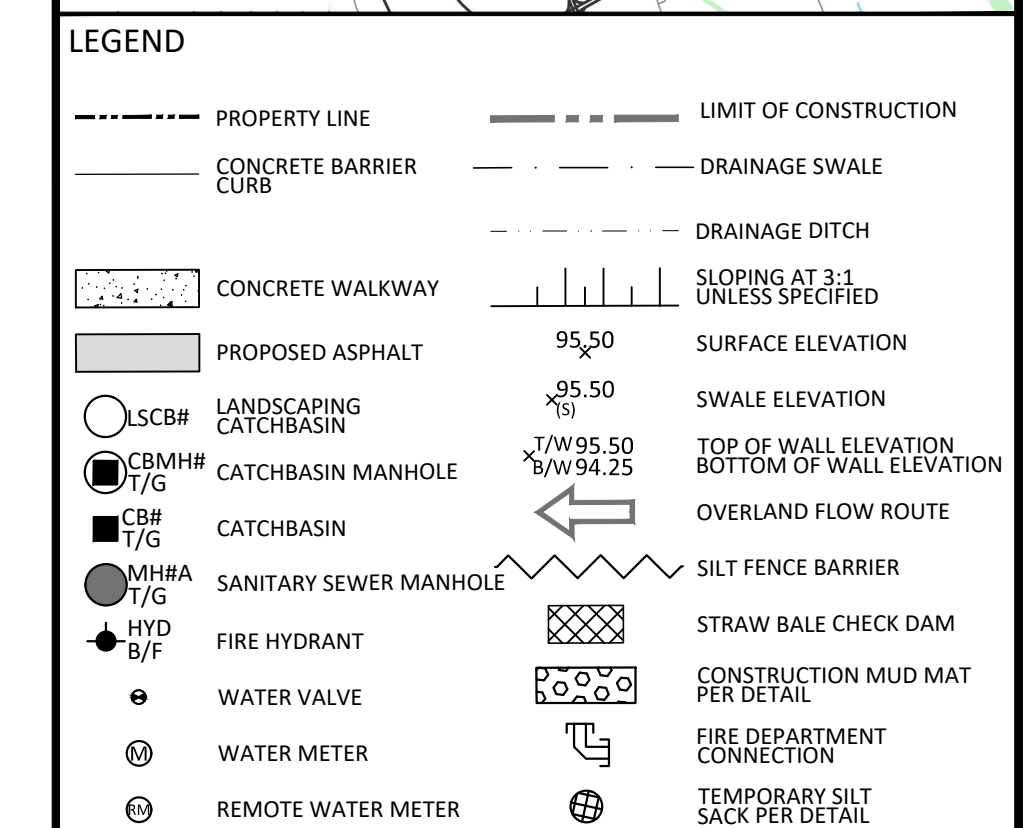 LEGEND
PROPERTY LINE
CONCRETE BARRIER
CURB
CONCRETE WALKWAY
PROPOSED ASPHALT
LSCB#
LANDSCAPING
CATCHBASIN
CBMH#
T/G
CATCHBASIN MANHOLE
CB#
T/G
CATCHBASIN
MH#A
T/G
SANITARY SEWER MANHOLE
HYD
B/F
FIRE HYDRANT
WATER VALVE
M
WATER METER
RM
REMOTE WATER METER
LIMIT OF CONSTRUCTION
DRAINAGE SWALE
DRAINAGE DITCH
SLOPING AT 3:1
UNLESS SPECIFIED
95.50
SURFACE ELEVATION
95.50
(S)
SWALE ELEVATION
T/W 95.50
B/W 94.25
TOP OF WALL ELEVATION
BOTTOM OF WALL ELEVATION
OVERLAND FLOW ROUTE
SILT FENCE BARRIER
STRAW BALE CHECK DAM
CONSTRUCTION MUD MAT
PER DETAIL
FIRE DEPARTMENT
CONNECTION
TEMPORARY SILT
SACK PER DETAIL